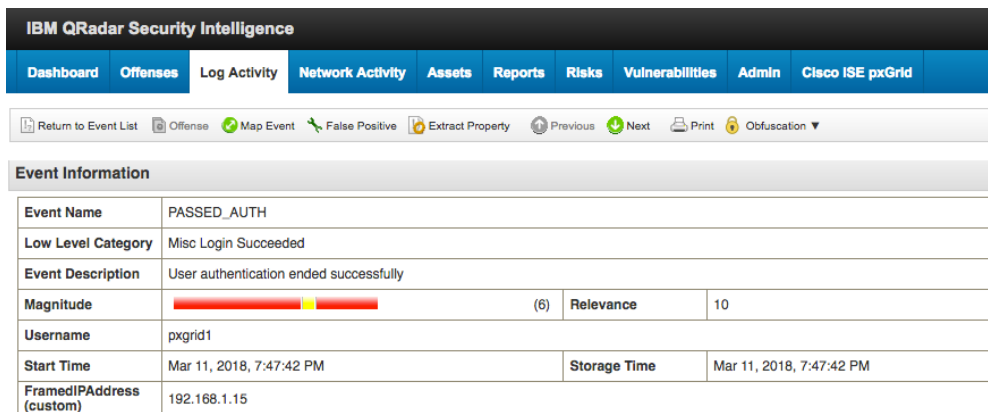 IBM QRadar Security Intelligence
Dashboard Offenses Log Activity Network Activity Assets Reports Risks Vulnerabilities Admin Cisco ISE pxGrid
Return to Event List Offense Map Event False Positive Extract Property Previous Next Print Obfuscation ▼
Event Information
Event Name PASSED_AUTH
Low Level Category Misc Login Succeeded
Event Description User authentication ended successfully
Magnitude (6) Relevance 10
Username pxgrid1
Start Time Mar 11, 2018, 7:47:42 PM Storage Time Mar 11, 2018, 7:47:42 PM
FramedIPAddress
(custom) 192.168.1.15